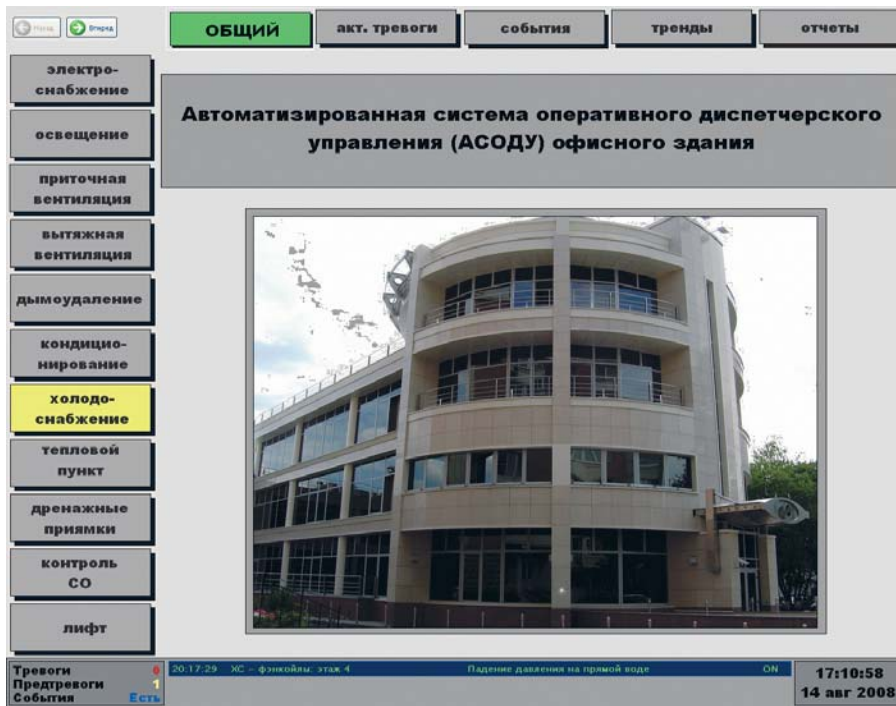 Назад Вперед
ОБЩИЙ акт. тревоги события тренды отчеты
электро-
снабжение
освещение
приточная
вентиляция
вытяжная
вентиляция
дымоудаление
кондицио-
нирование
холодо-
снабжение
тепловой
пункт
дренажные
приямки
контроль
СО
лифт
Автоматизированная система оперативного диспетчерского
управления (АСОДУ) офисного здания
Тревоги 0
Предтревоги 1
События Есть
20:17:29 ХС - фэнкойлы: этаж 4 Падение давления на прямой воде ON
17:10:58
14 авг 2008